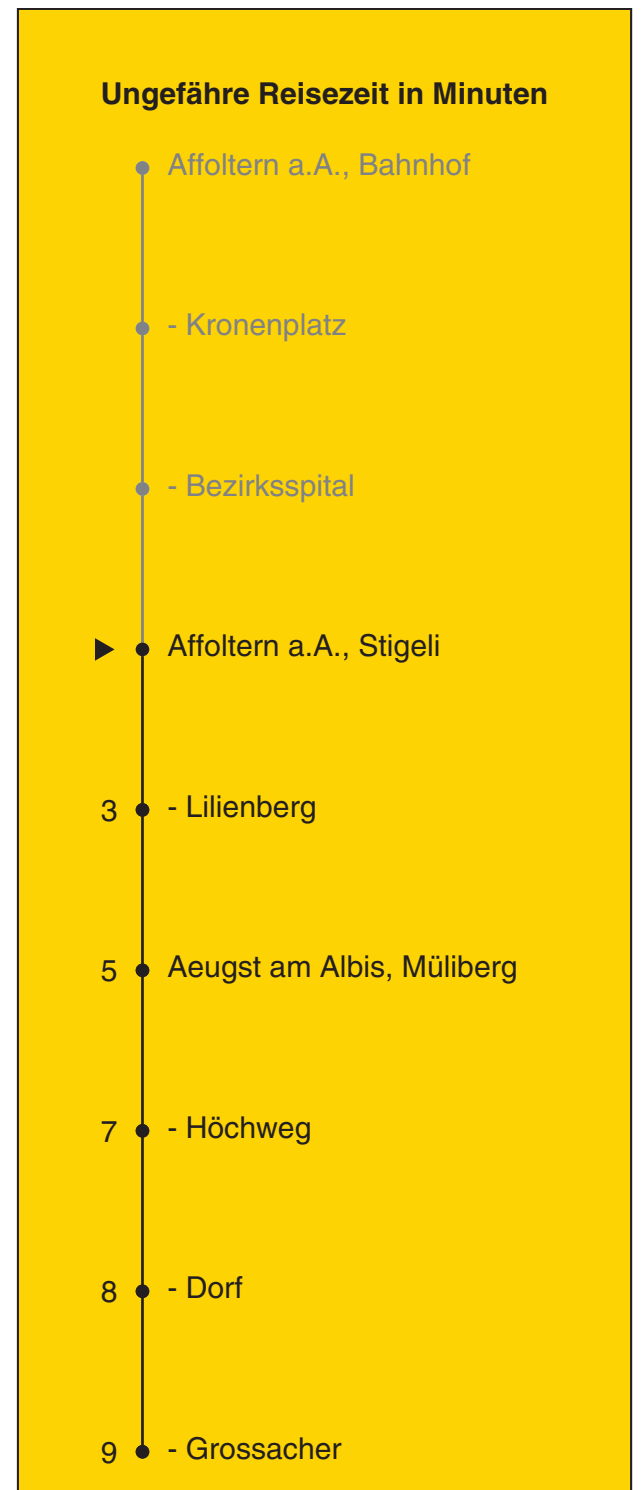 Ungefähre Reisezeit in Minuten
Affoltern a.A., Bahnhof
- Kronenplatz
- Bezirksspital
Affoltern a.A., Stigeli
3 - Lilienberg
5 Aeugst am Albis, Müliberg
7 - Höchweg
8 - Dorf
9 - Grossacher